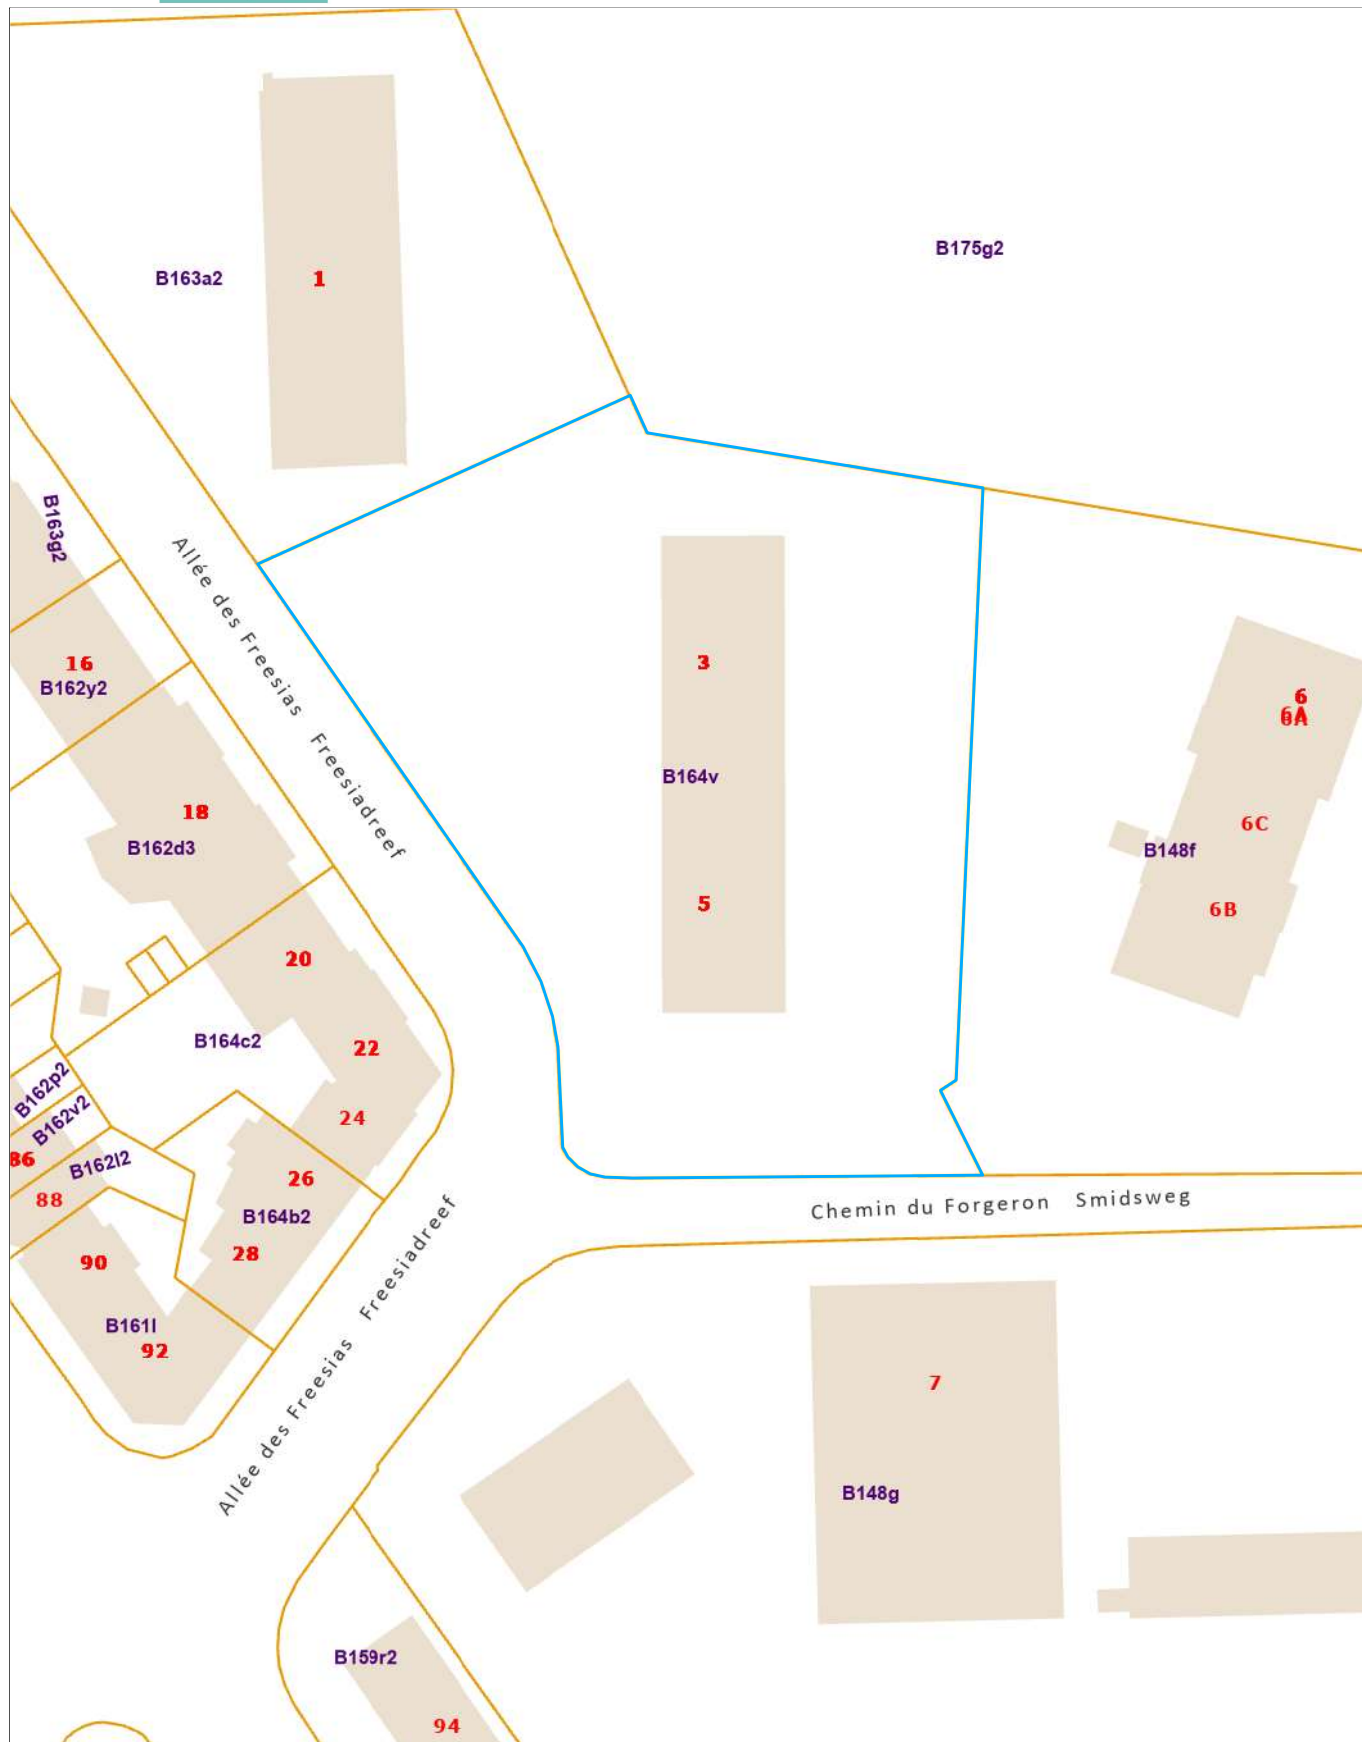 B175g2
B163a2
1
B163g2
Allée des Freesias Freesiadreef
16
B162y2
3
6
6A
B164v
18
B162d3
6C
B148f
5
6B
20
B164c2
22
B162p2
24
B162v2
86
B162l2
26
88
Chemin du Forgeron Smidsweg
B164b2
28
90
B161l
92
Allée des Freesias Freesiadreef
7
B148g
B159r2
94